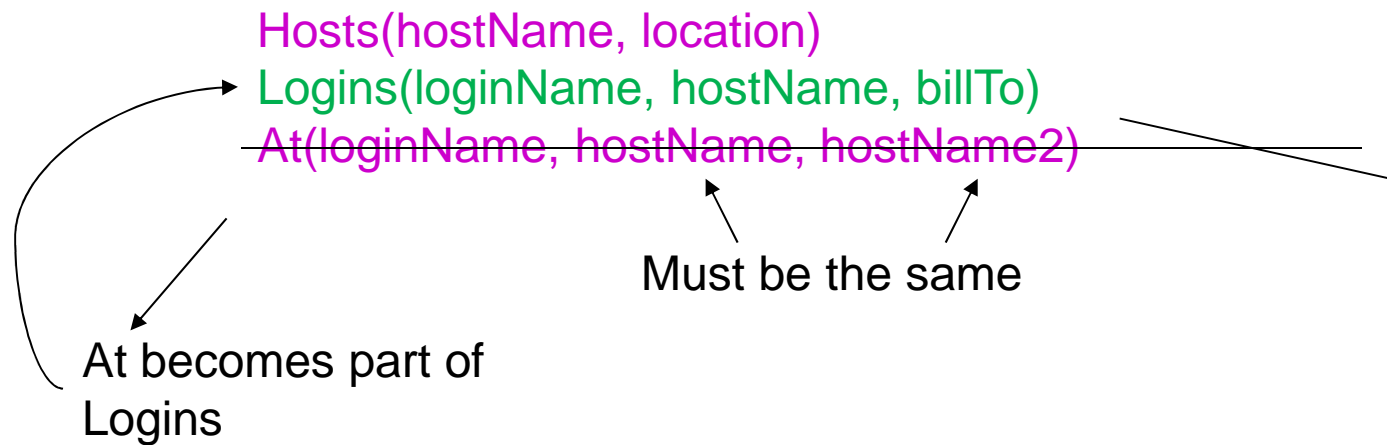 Hosts(hostName, location)
Logins(loginName, hostName, billTo)
At(loginName, hostName, hostName2)
Must be the same
At becomes part of
Logins